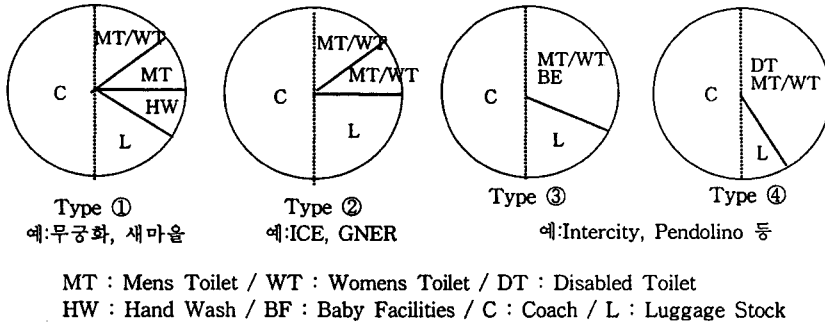 MT/WT
MT
C
HW
L
MT/WT
MT/WT
C
L
MT/WT
BE
C
L
DT
MT/WT
C
L
Type ①
Type ②
Type ③
Type ④
예:무궁화, 새마을
예:ICE, GNER
예:Intercity, Pendolino 등
MT : Mens Toilet / WT : Womens Toilet / DT : Disabled Toilet
HW : Hand Wash / BF : Baby Facilities / C : Coach / L : Luggage Stock